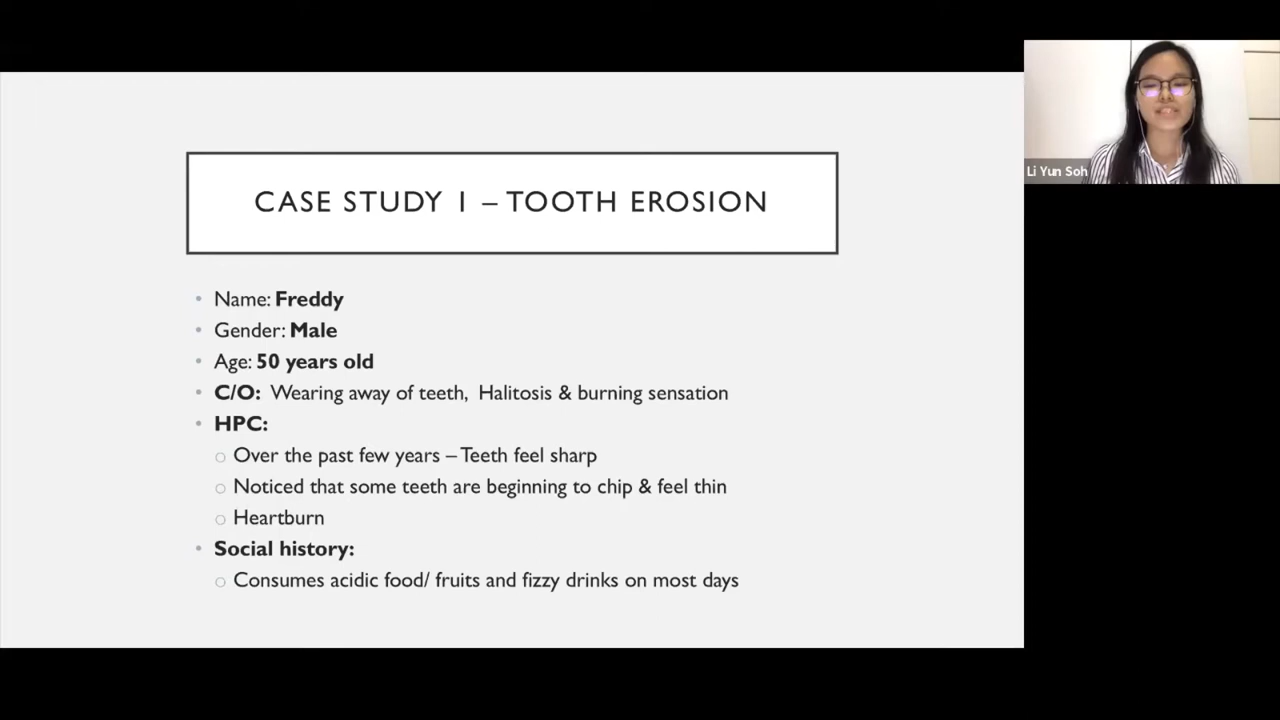 CASE STUDY 1 – TOOTH EROSION
Li Yun Soh
• Name: Freddy
• Gender: Male
• Age: 50 years old
• C/O: Wearing away of teeth, Halitosis & burning sensation
• HPC:
○ Over the past few years – Teeth feel sharp
○ Noticed that some teeth are beginning to chip & feel thin
○ Heartburn
• Social history:
○ Consumes acidic food/ fruits and fizzy drinks on most days